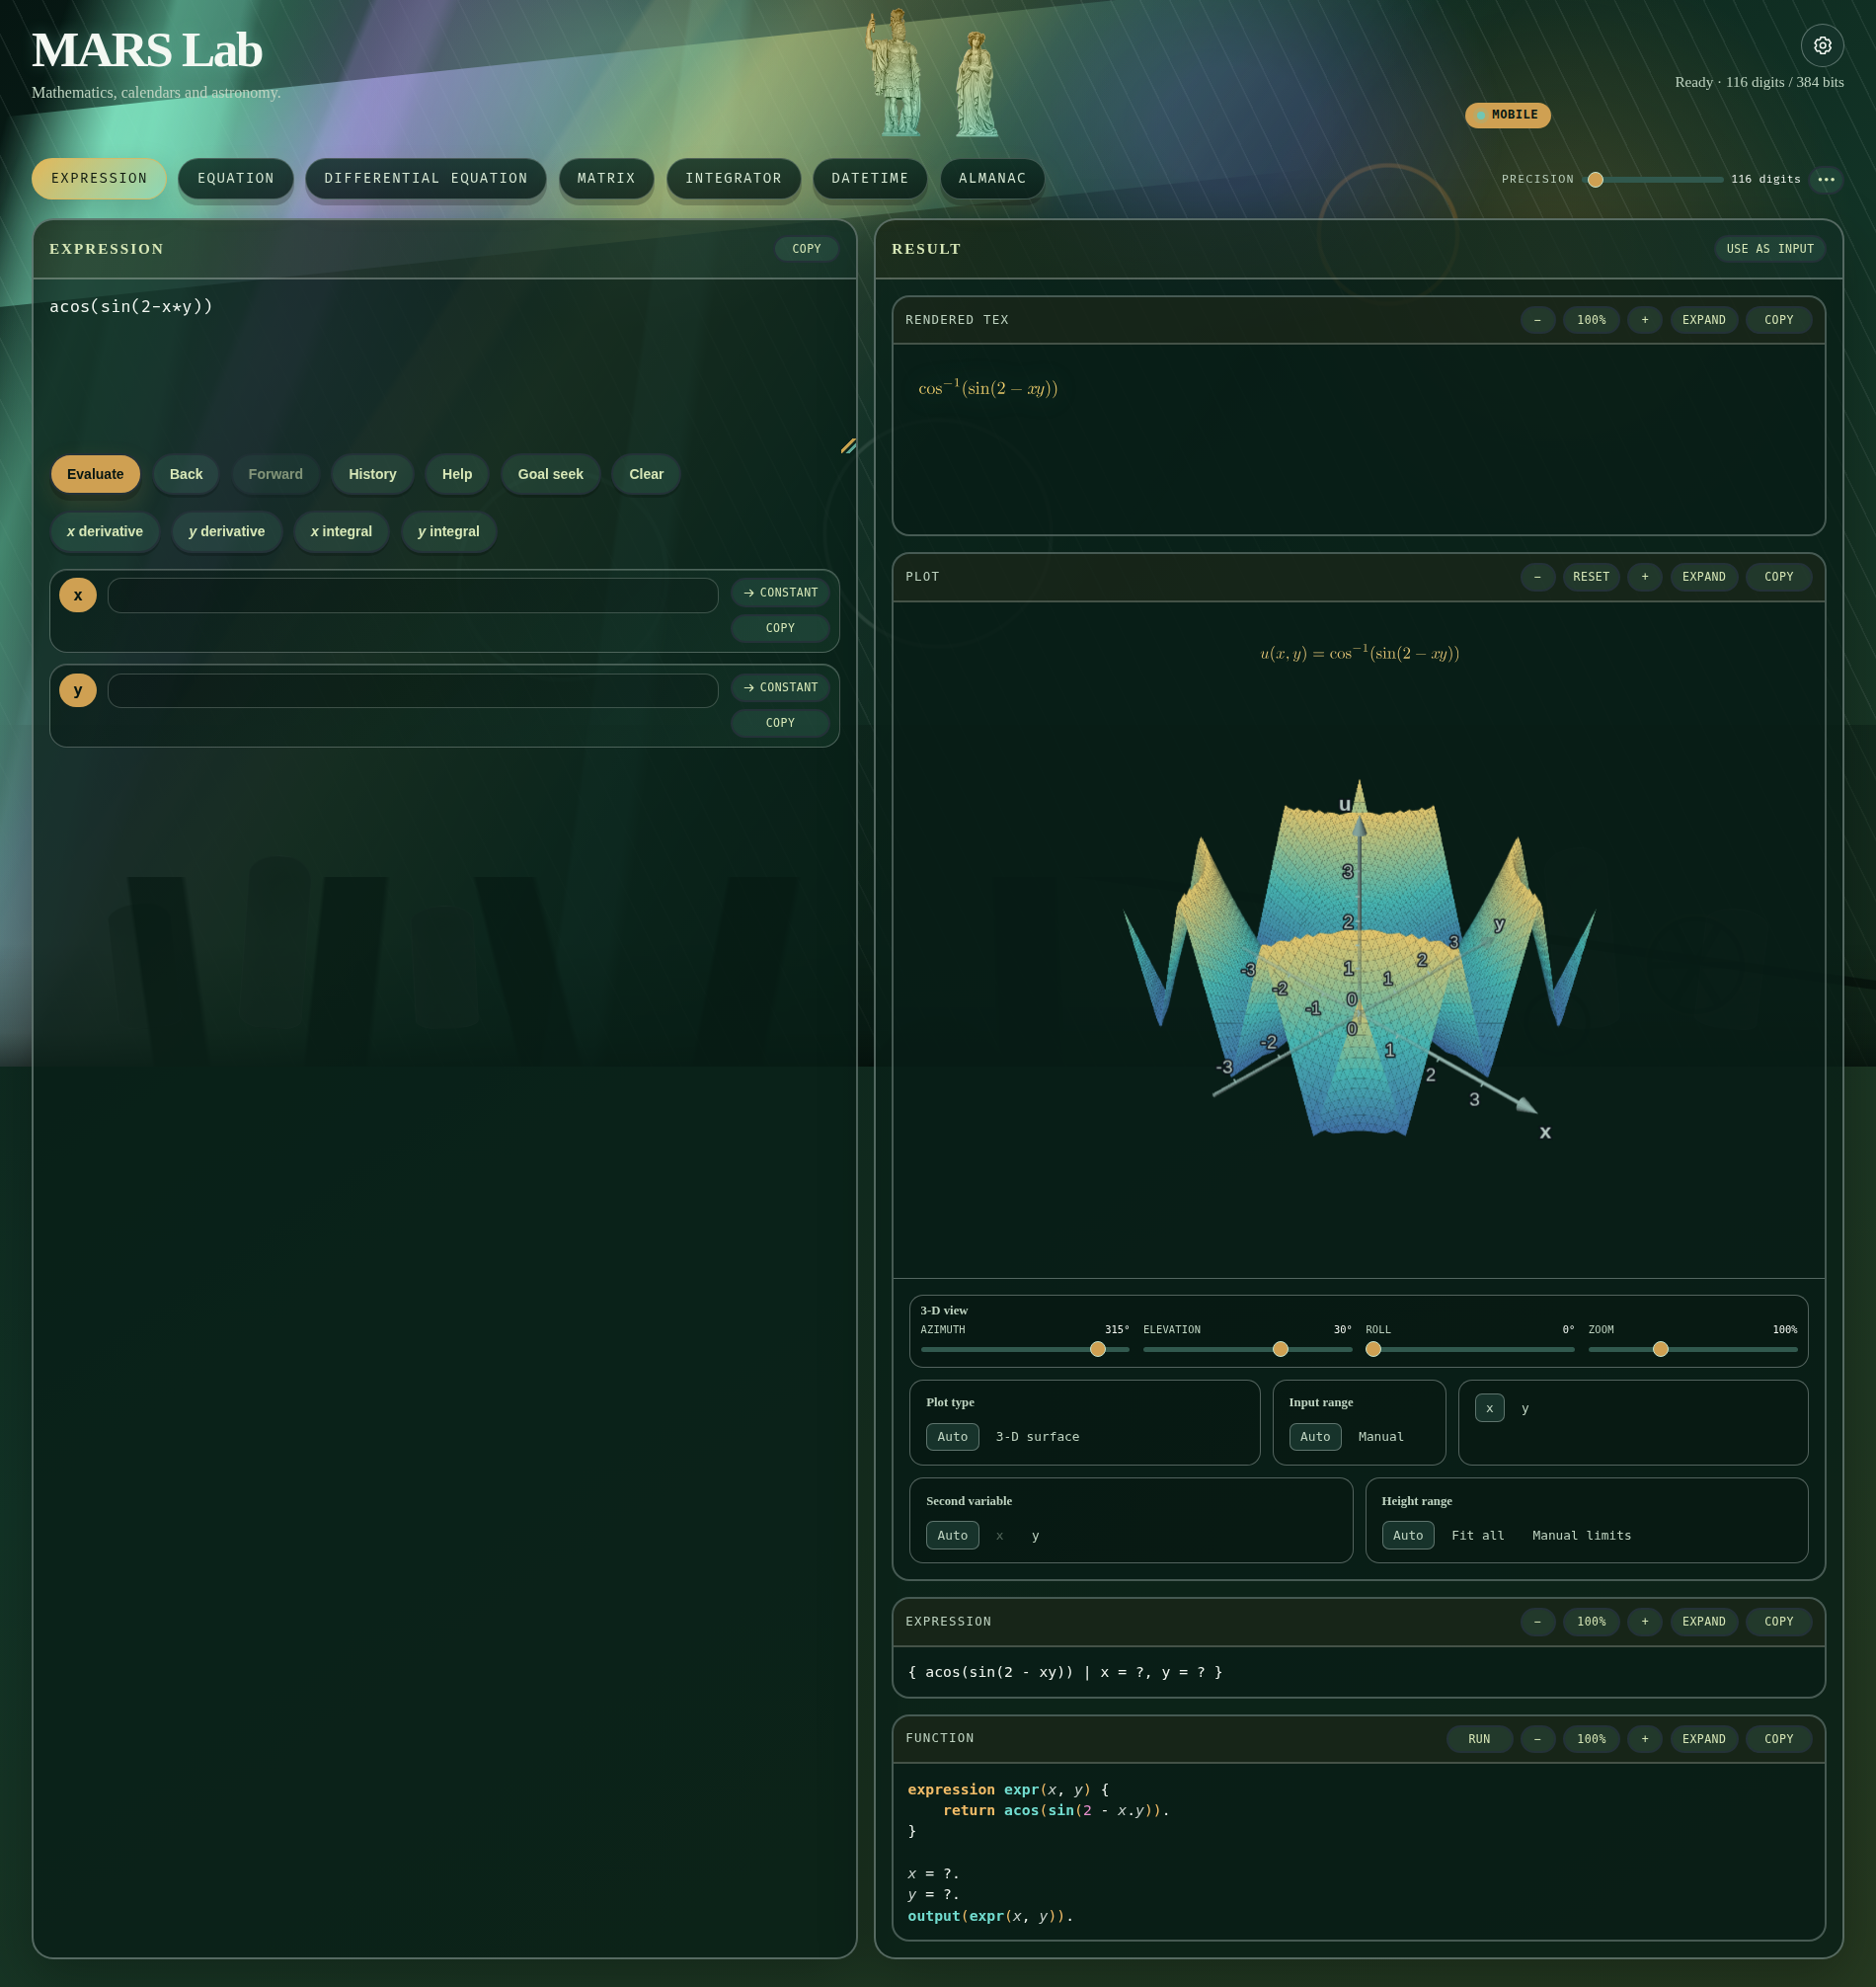 MARS Lab
Mathematics, calendars and astronomy.
Ready · 116 digits / 384 bits
MOBILE
EXPRESSION EQUATION DIFFERENTIAL EQUATION MATRIX INTEGRATOR DATETIME ALMANAC
PRECISION 116 digits •••
EXPRESSION COPY
acos(sin(2-x*y))
Evaluate Back Forward History Help Goal seek Clear
x derivative y derivative x integral y integral
x → CONSTANT
COPY
y → CONSTANT
COPY
RESULT USE AS INPUT
RENDERED TEX − 100% + EXPAND COPY
cos⁻¹(sin(2 − xy))
PLOT − RESET + EXPAND COPY
u(x, y) = cos⁻¹(sin(2 − xy))
u
3
2
y
3
-3 1 1 2
-2 0
-1
0
-2 1
-3 2
3
x
3-D view
AZIMUTH 315° ELEVATION 30° ROLL 0° ZOOM 100%
Plot type
Auto 3-D surface
Input range
Auto Manual
x y
Second variable
Auto x y
Height range
Auto Fit all Manual limits
EXPRESSION − 100% + EXPAND COPY
{ acos(sin(2 - xy)) | x = ?, y = ? }
FUNCTION RUN − 100% + EXPAND COPY
expression expr(x, y) {
    return acos(sin(2 - x.y)).
}
x = ?.
y = ?.
output(expr(x, y)).